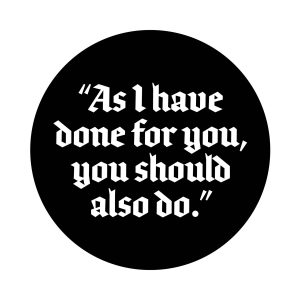 “As I have
done for you,
you should
also do.”